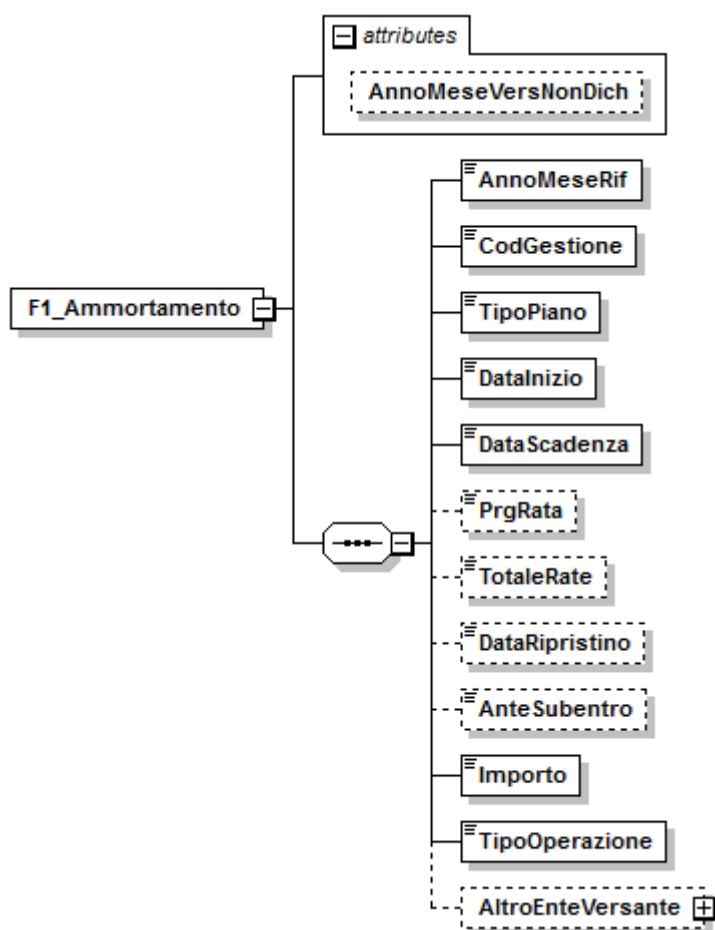 attributes
AnnoMeseVersNonDich
AnnoMeseRif
CodGestione
F1_Ammortamento
TipoPiano
DataInizio
DataScadenza
PrgRata
TotaleRate
DataRipristino
AnteSubentro
Importo
TipoOperazione
AltroEnteVersante